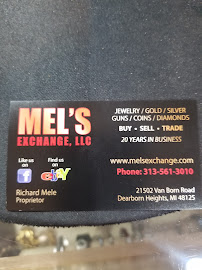 MEL'S
EXCHANGE, LLC
JEWELRY / GOLD / SILVER
GUNS / COINS / DIAMONDS
BUY - SELL - TRADE
20 YEARS IN BUSINESS
Like us on
f
Find us on
ebay
www.melsexchange.com
Phone: 313-561-3010
Richard Mele
Proprietor
21502 Van Born Road
Dearborn Heights, MI 48125